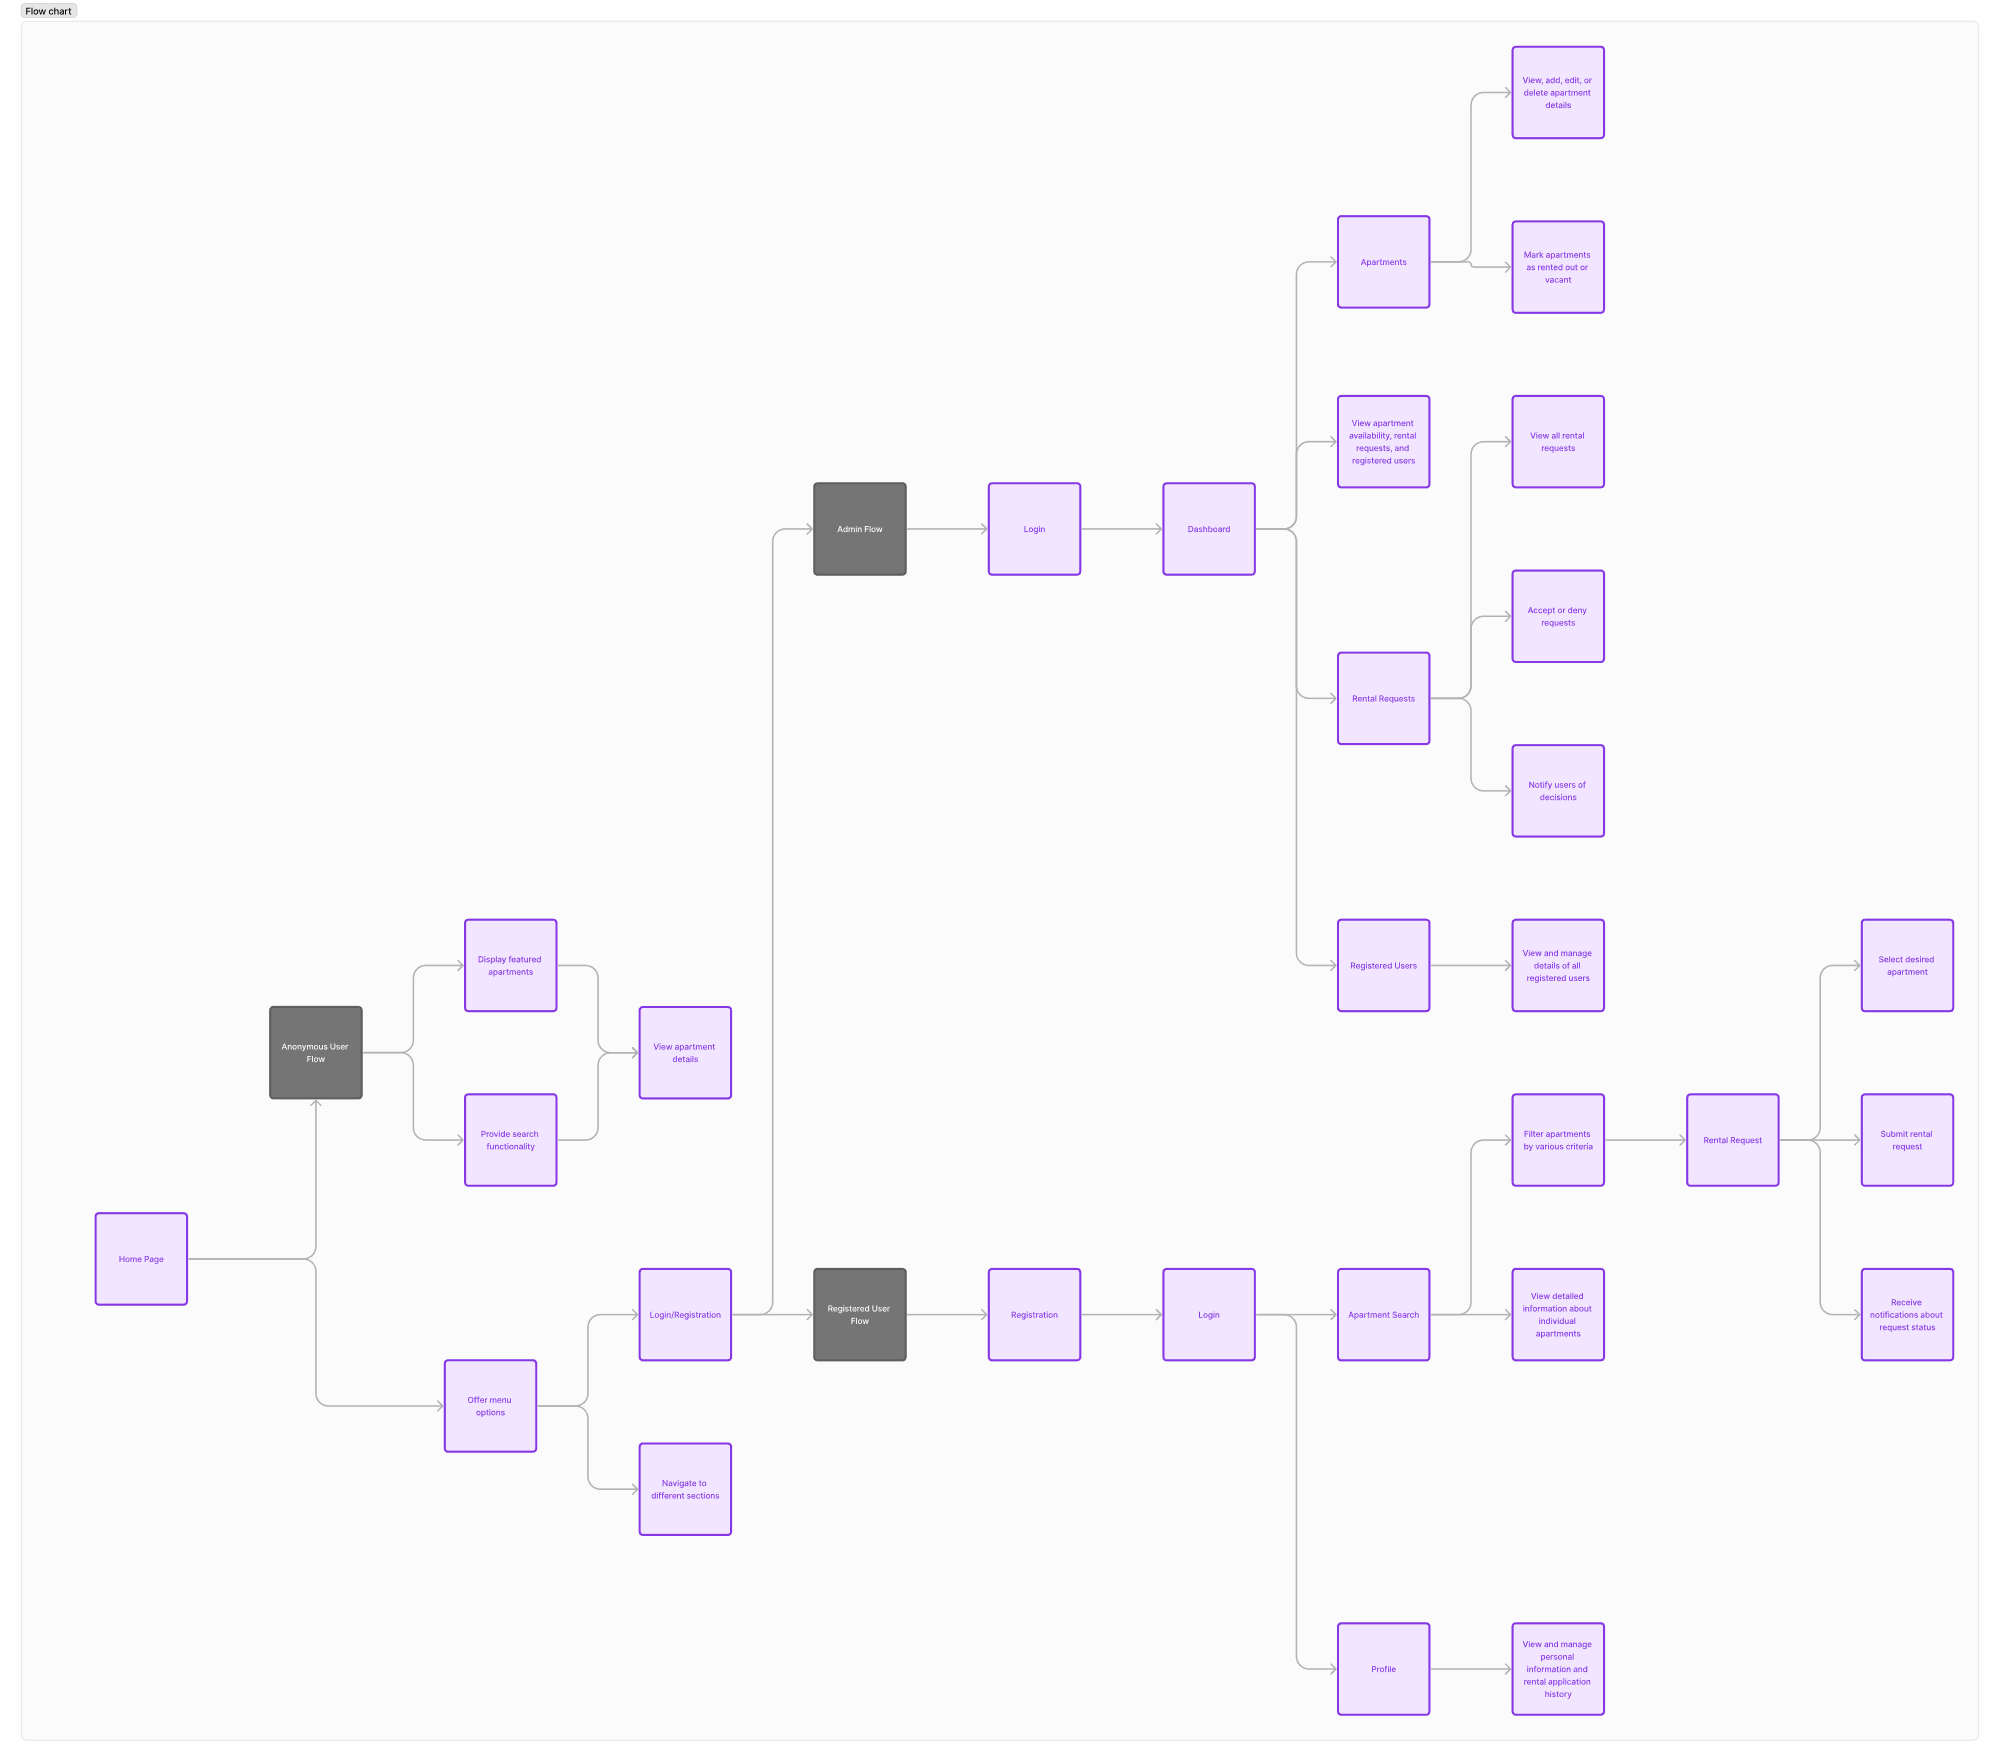 Flow chart
View, add, edit, or
delete apartment
details
Apartments
Mark apartments
as rented out or
vacant
View apartment
availability, rental
requests, and
registered users
View all rental
requests
Admin Flow
Login
Dashboard
Accept or deny
requests
Rental Requests
Notify users of
decisions
Display featured
apartments
Registered Users
View and manage
details of all
registered users
Select desired
apartment
Anonymous User
Flow
View apartment
details
Provide search
functionality
Filter apartments
by various criteria
Rental Request
Submit rental
request
Home Page
Login/Registration
Registered User
Flow
Registration
Login
Apartment Search
View detailed
information about
individual
apartments
Receive
notifications about
request status
Offer menu
options
Navigate to
different sections
Profile
View and manage
personal
information and
rental application
history